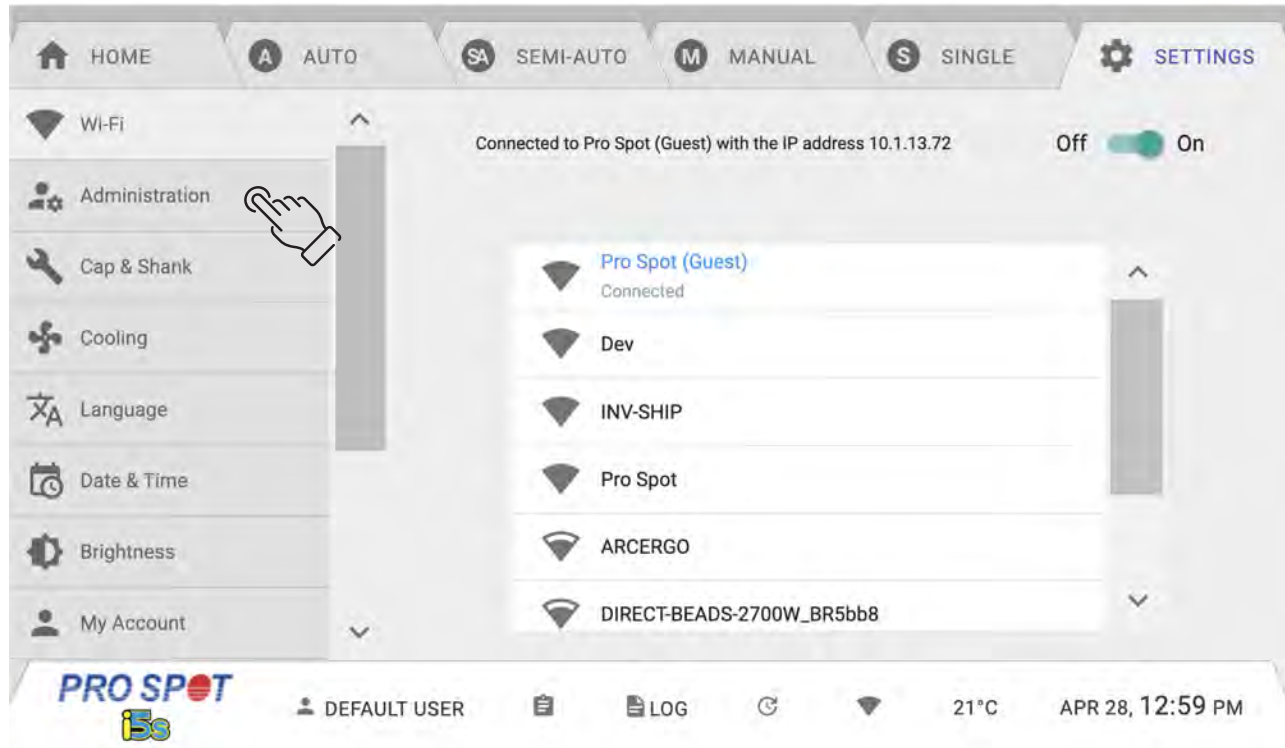 HOME
A AUTO
SA SEMI-AUTO
M MANUAL
S SINGLE
SETTINGS
Wi-Fi
Administration
Cap & Shank
Cooling
Language
Date & Time
Brightness
My Account
Connected to Pro Spot (Guest) with the IP address 10.1.13.72
Off On
Pro Spot (Guest)
Connected
Dev
INV-SHIP
Pro Spot
ARCERGO
DIRECT-BEADS-2700W_BR5bb8
PRO SPOT
i5s
DEFAULT USER
LOG
21°C
APR 28, 12:59 PM